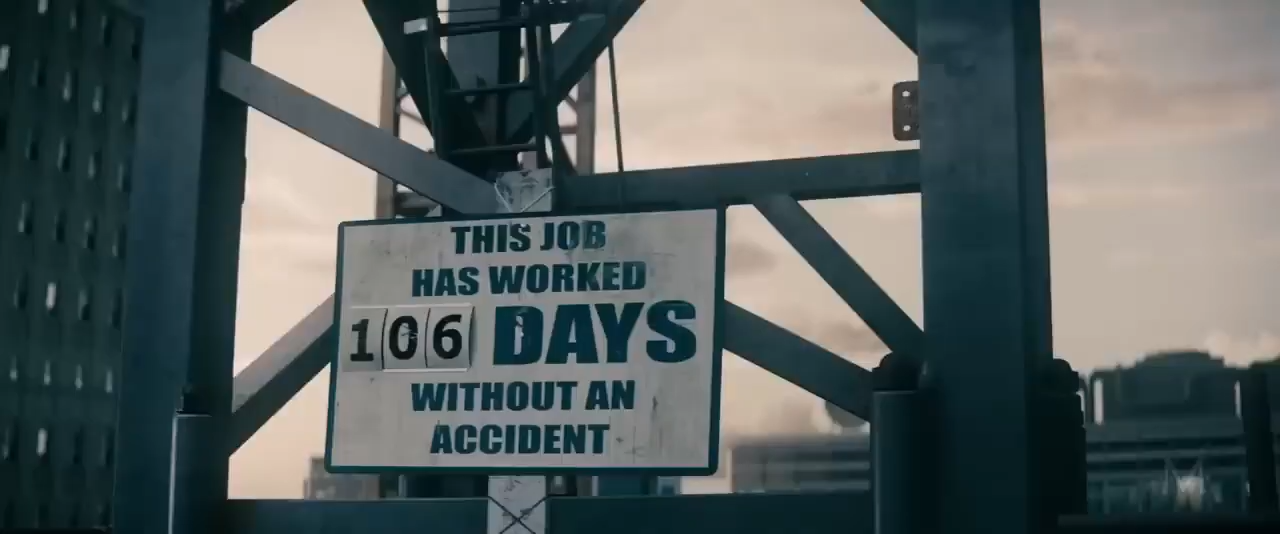 THIS JOB
HAS WORKED
106 DAYS
WITHOUT AN
ACCIDENT